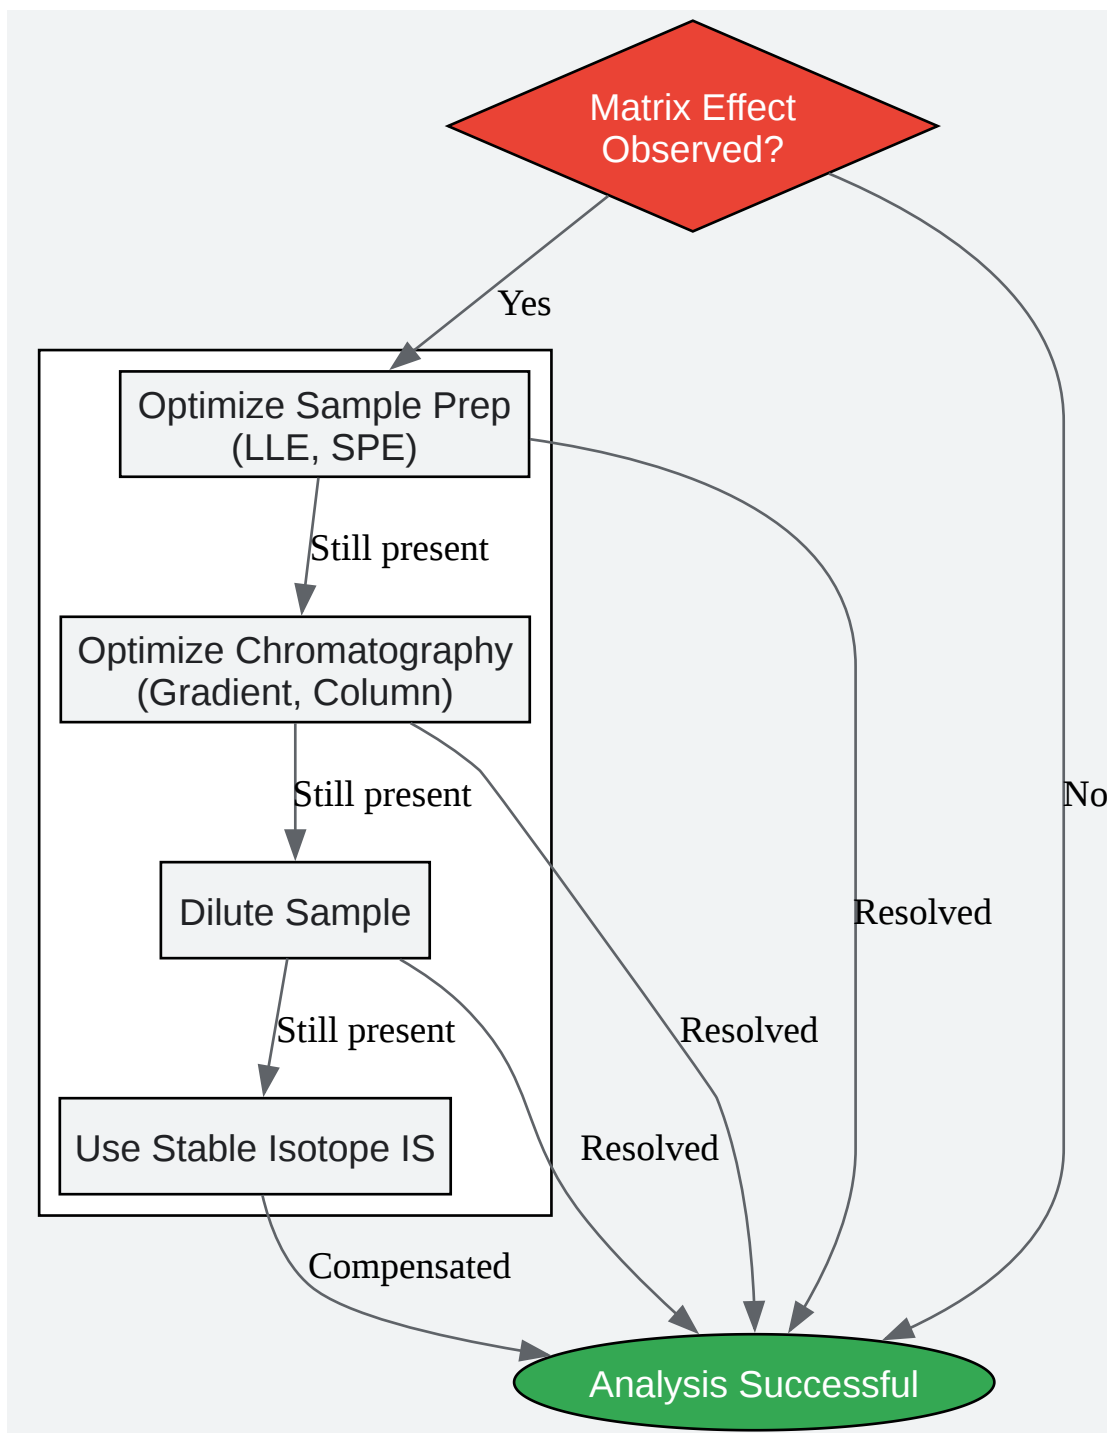 Matrix Effect
Observed?
Yes
Optimize Sample Prep
(LLE, SPE)
Still present
Optimize Chromatography
(Gradient, Column)
Still present
No
Dilute Sample
Resolved
Still present
Resolved
Use Stable Isotope IS
Resolved
Compensated
Analysis Successful